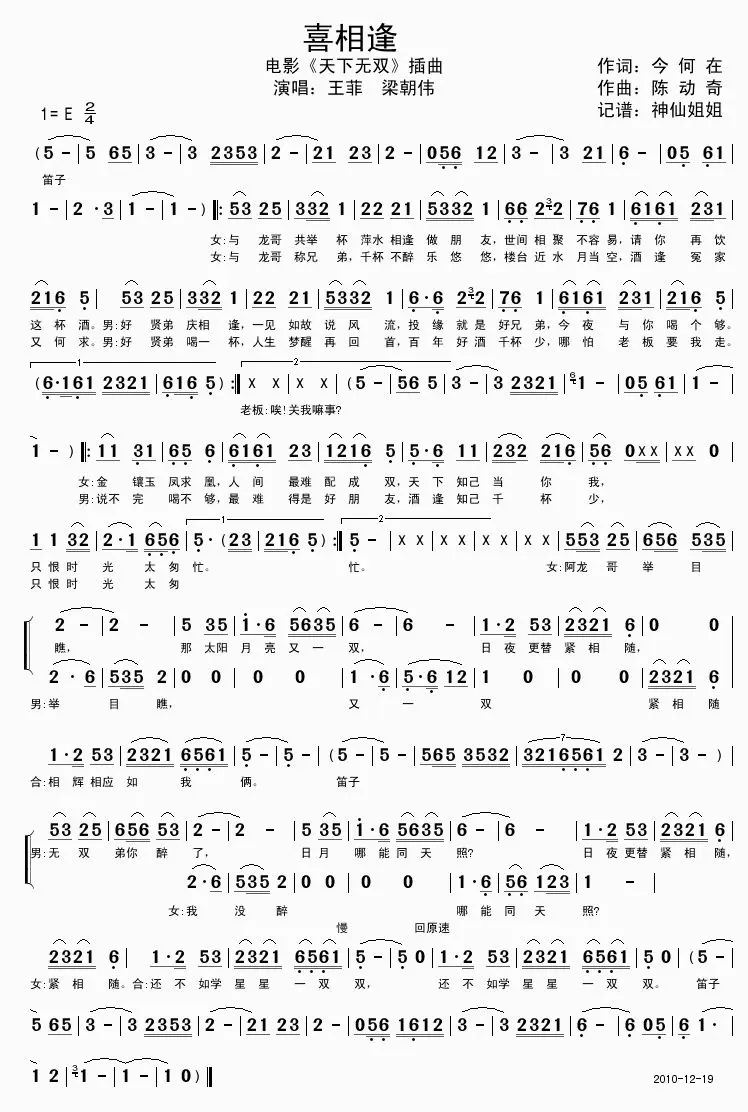 喜相逢
电影《天下无双》插曲
演唱：王菲 梁朝伟
作词：今 何 在
作曲：陈 动 奇
记谱：神仙姐姐
1= E 2/4
( 5 - | 5 65 | 3 - | 3 2353 | 2 - | 21 23 | 2 - | 056 12 | 3 - | 3 21 | 6 - | 05 61 |
笛子
1 - | 2 · 3 | 1 - | 1 - ) ‖: 53 25 | 332 1 | 22 21 | 5332 1 | 66 232 | 76 1 | 6161 231 |
女:与 龙哥 共举 杯 萍水 相逢 做 朋 友，世间 相 聚 不容 易，请 你 再 饮
女:与 龙哥 称兄 弟，千杯 不醉 乐 悠 悠，楼台 近 水 月当 空，酒 逢 冤 家
216 5 | 53 25 | 332 1 | 22 21 | 5332 1 | 6·6 232 | 76 1 | 6161 231 | 216 5 |
这 杯 酒。男:好 贤弟 庆相 逢，一见 如故 说 风 流，投 缘 就 是 好兄 弟，今 夜 与 你 喝 个 够。
又 何 求。男:好 贤弟 喝一 杯，人生 梦醒 再 回 首，百 年 好 酒 千杯 少，哪 怕 老 板 要 我 走。
1 2
( 6·161 2321 | 6161 5 ) :‖ X X | X X | ( 5 - | 56 5 | 3 - | 3 2321 | 61 - | 05 61 | 1 - |
老板:唉!关我嘛事?
1 - ) ‖: 11 31 | 65 6 | 6161 23 | 1216 5 | 5·6 11 | 232 216 | 56 0XX | XX 0 |
女:金 镶玉 凤求 凰，人 间 最难 配 成 双，天 下 知己 当 你 我，
男:说不 完 喝不 够，最 难 得是 好 朋 友，酒 逢 知己 千 杯 少，
1 2
1 1 32 | 2·1 656 | 5·(23 | 2165 ) :‖ 5 - | X X | X X | X X | 553 25 | 656 535 |
只 恨 时 光 太 匆 忙。 忙。 女:阿龙 哥 举 目
只 恨 时 光 太 匆
2 - | 2 - | 5 35 | 1·6 5635 | 6 - | 6 - | 1·2 53 | 2321 6 | 0 0
瞧， 那 太阳 月 亮 又 一 双， 日 夜 更替 紧 相 随，
2·6 | 535 2 | 0 0 | 0 0 | 1·6 | 5·6 12 | 1 0 | 0 0 | 2321 6
男:举 目 瞧， 又 一 双 紧 相 随
7
1·2 53 | 2321 6561 | 5 - | 5 - | ( 5 - | 5 - | 565 3532 | 3216561 2 | 3 - | 3 - ) |
合:相 辉 相应 如 我 俩。 笛子
53 25 | 656 53 | 2 - | 2 - | 5 35 | 1·6 5635 | 6 - | 6 - | 1·2 53 | 2321 6 |
男:无 双 弟你 醉 了， 日 月 哪 能 同 天 照? 日 夜 更替 紧 相 随，
2·6 | 535 2 | 0 0 | 0 0 | 1·6 | 56 123 | 1 - |
女:我 没 醉 哪 能 同 天 照?
慢 回原速
2321 6 | 1·2 53 | 2321 6561 | 5 - | 5 0 | 1·2 53 | 2321 6561 | 5 0 | ( 5 - |
女:紧 相 随。合:还 不 如学 星 星 一 双 双， 还 不 如学 星 星 一 双 双。 笛子
5 65 | 3 - | 3 2353 | 2 - | 21 23 | 2 - | 056 1612 | 3 - | 3 2321 | 6 - | 6 05 | 61 · |
1 2 | 31 - | 1 - | 1 0 ) ‖
2010-12-19